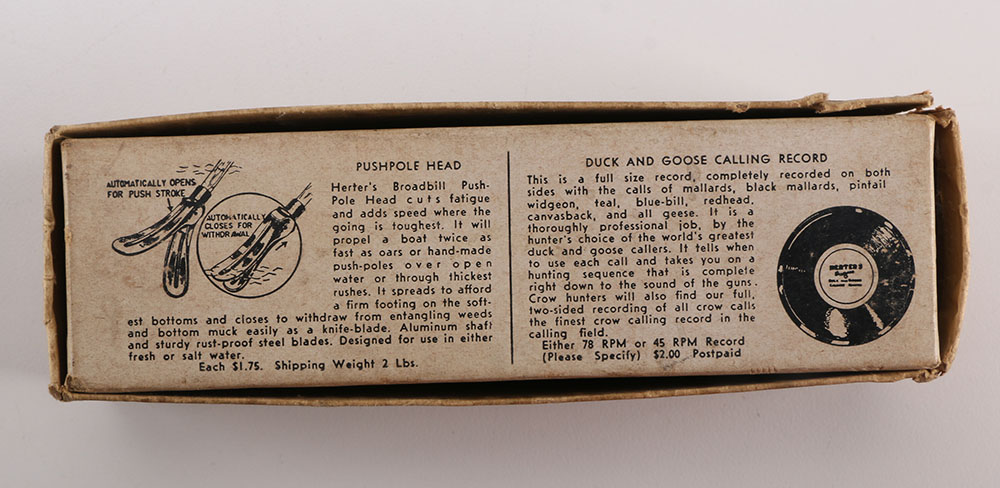 PUSHPOLE HEAD
AUTOMATICALLY OPENS
FOR PUSH STROKE
AUTOMATICALLY
CLOSES FOR
WITHDRAWAL
Herter's Broadbill Push-
Pole Head cuts fatigue
and adds speed where the
going is toughest. It will
propel a boat twice as
fast as oars or hand-made
push-poles over open
water or through thickest
rushes. It spreads to afford
a firm footing on the soft-
est bottoms and closes to withdraw from entangling weeds
and bottom muck easily as a knife-blade. Aluminum shaft
and sturdy rust-proof steel blades. Designed for use in either
fresh or salt water.
Each $1.75. Shipping Weight 2 Lbs.
DUCK AND GOOSE CALLING RECORD
This is a full size record, completely recorded on both
sides with the calls of mallards, black mallards, pintail
widgeon, teal, blue-bill, redhead,
canvasback, and all geese. It is a
thoroughly professional job, by the
hunter's choice of the world's greatest
duck and goose callers. It tells when
to use each call and takes you on a
hunting sequence that is complete
right down to the sound of the guns.
Crow hunters will also find our full,
two-sided recording of all crow calls
the finest crow calling record in the
calling field.
Either 78 RPM or 45 RPM Record
(Please Specify) $2.00 Postpaid
HERTER'S